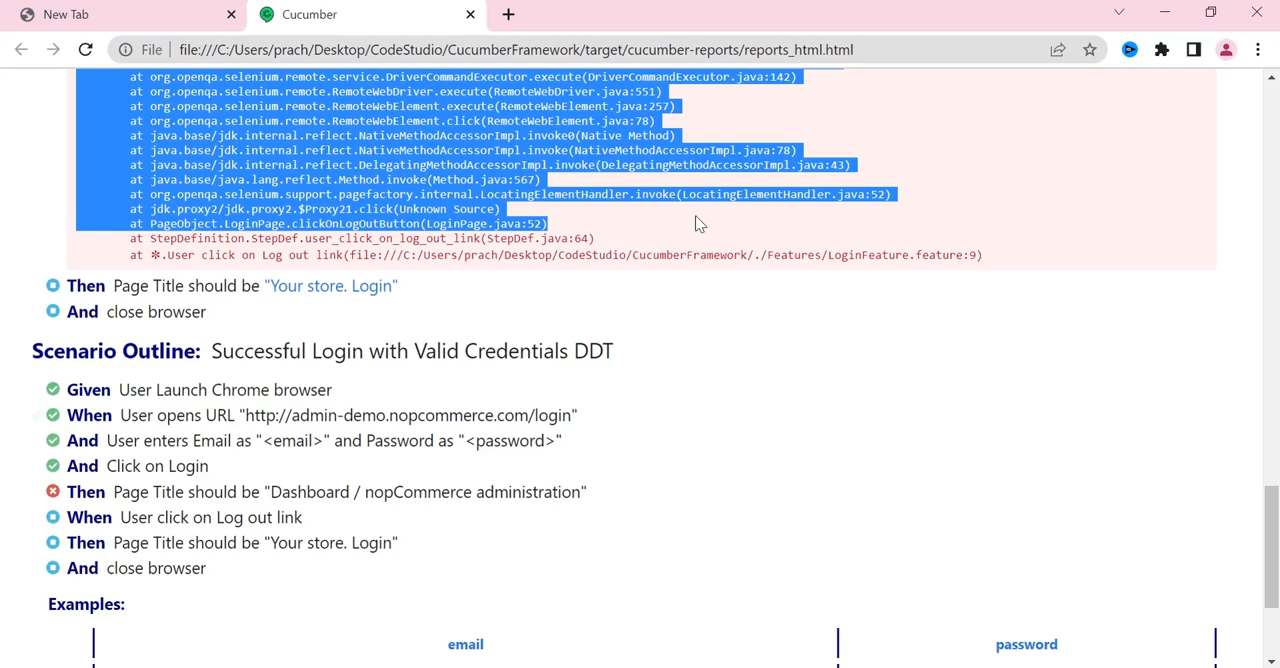 New Tab
Cucumber
File | file:///C:/Users/prach/Desktop/CodeStudio/CucumberFramework/target/cucumber-reports/reports_html.html
at org.openqa.selenium.remote.service.DriverCommandExecutor.execute(DriverCommandExecutor.java:142)
at org.openqa.selenium.remote.RemoteWebDriver.execute(RemoteWebDriver.java:551)
at org.openqa.selenium.remote.RemoteWebElement.execute(RemoteWebElement.java:257)
at org.openqa.selenium.remote.RemoteWebElement.click(RemoteWebElement.java:78)
at java.base/jdk.internal.reflect.NativeMethodAccessorImpl.invoke0(Native Method)
at java.base/jdk.internal.reflect.NativeMethodAccessorImpl.invoke(NativeMethodAccessorImpl.java:78)
at java.base/jdk.internal.reflect.DelegatingMethodAccessorImpl.invoke(DelegatingMethodAccessorImpl.java:43)
at java.base/java.lang.reflect.Method.invoke(Method.java:567)
at org.openqa.selenium.support.pagefactory.internal.LocatingElementHandler.invoke(LocatingElementHandler.java:52)
at jdk.proxy2/jdk.proxy2.$Proxy21.click(Unknown Source)
at PageObject.LoginPage.clickOnLogOutButton(LoginPage.java:52)
at StepDefinition.StepDef.user_click_on_log_out_link(StepDef.java:64)
at ✽.User click on Log out link(file:///C:/Users/prach/Desktop/CodeStudio/CucumberFramework/./Features/LoginFeature.feature:9)
Then Page Title should be "Your store. Login"
And close browser
Scenario Outline: Successful Login with Valid Credentials DDT
Given User Launch Chrome browser
When User opens URL "http://admin-demo.nopcommerce.com/login"
And User enters Email as "<email>" and Password as "<password>"
And Click on Login
Then Page Title should be "Dashboard / nopCommerce administration"
When User click on Log out link
Then Page Title should be "Your store. Login"
And close browser
Examples:
email password